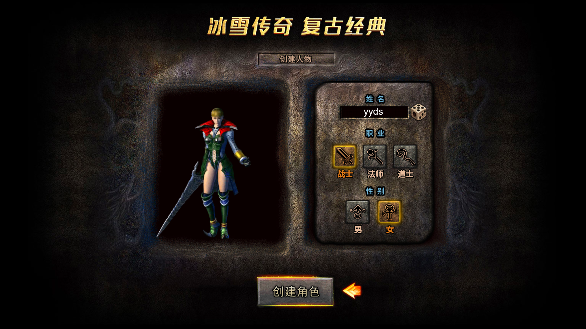 冰雪传奇 复古经典
创建人物
姓 名
yyds
职 业
战士 法师 道士
性 别
男 女
创建角色